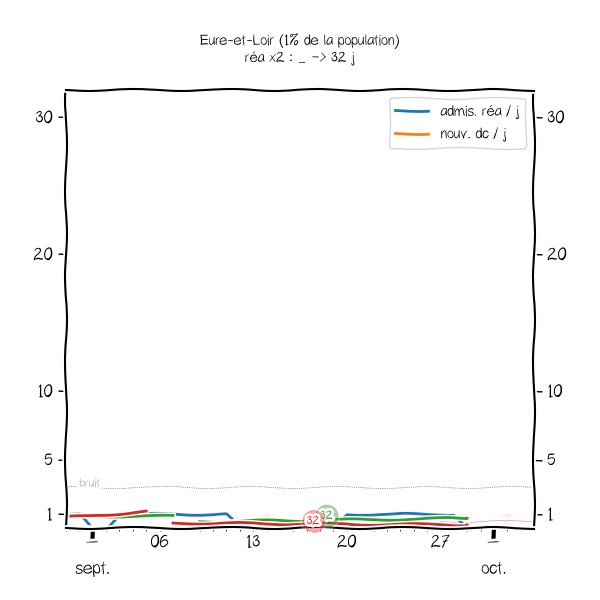 Eure-et-Loir (1% de la population)
réa x2 : _ -> 32 j
admis. réa / j
nouv. dc / j
30
30
20
20
10
10
5
5
bruit
1
1
32
32
06
13
20
27
sept.
oct.